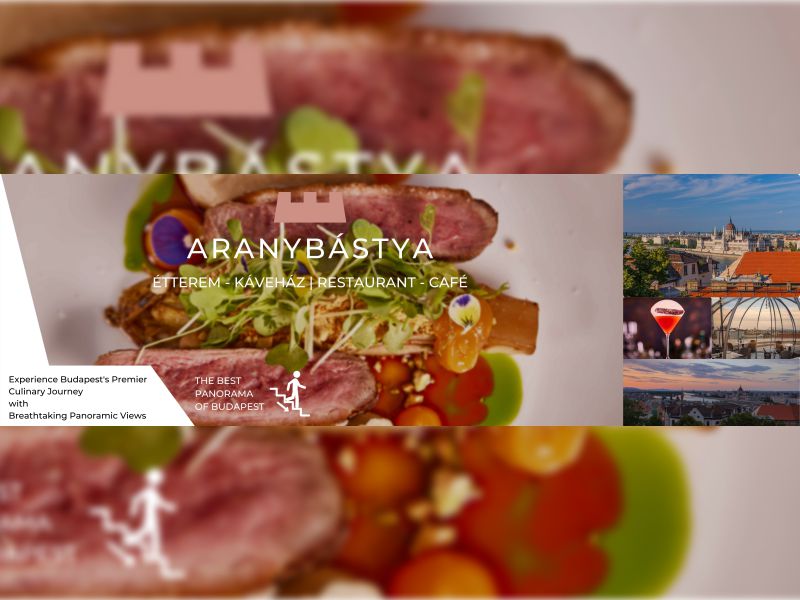 ARANYBÁSTYA
ÉTTEREM - KÁVEHÁZ | RESTAURANT - CAFÉ
Experience Budapest's Premier
Culinary Journey
with
Breathtaking Panoramic Views
THE BEST
PANORAMA
OF BUDAPEST